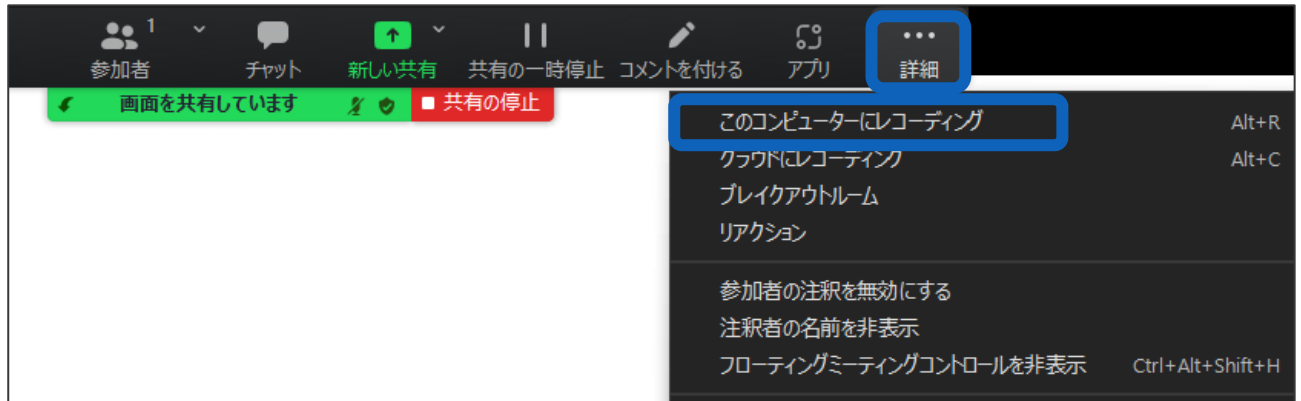 1
参加者 チャット 新しい共有 共有の一時停止 コメントを付ける アプリ 詳細
画面を共有しています 共有の停止
このコンピューターにレコーディング Alt+R
クラウドにレコーディング Alt+C
ブレイクアウトルーム
リアクション
参加者の注釈を無効にする
注釈者の名前を非表示
フローティングミーティングコントロールを非表示 Ctrl+Alt+Shift+H